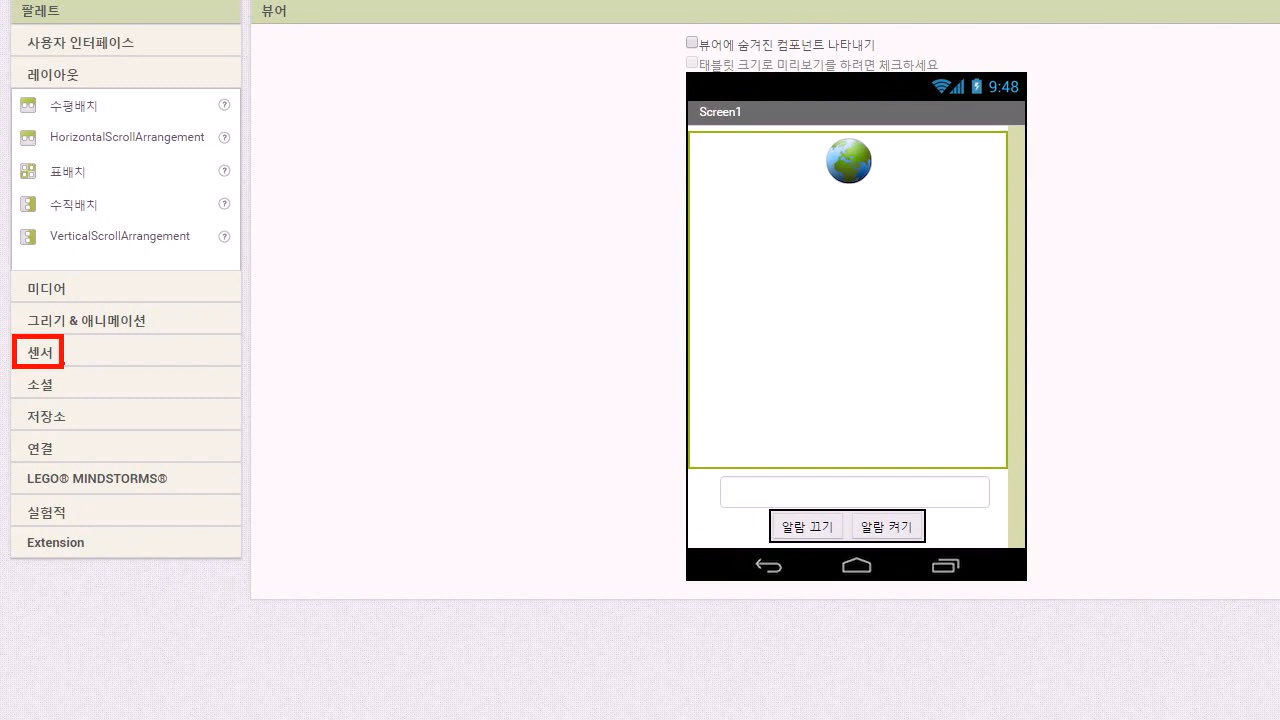 팔레트
사용자 인터페이스
레이아웃
수평배치
HorizontalScrollArrangement
표배치
수직배치
VerticalScrollArrangement
미디어
그리기 & 애니메이션
센서
소셜
저장소
연결
LEGO® MINDSTORMS®
실험적
Extension
뷰어
뷰어에 숨겨진 컴포넌트 나타내기
태블릿 크기로 미리보기를 하려면 체크하세요
9:48
Screen1
알람 끄기 알람 켜기